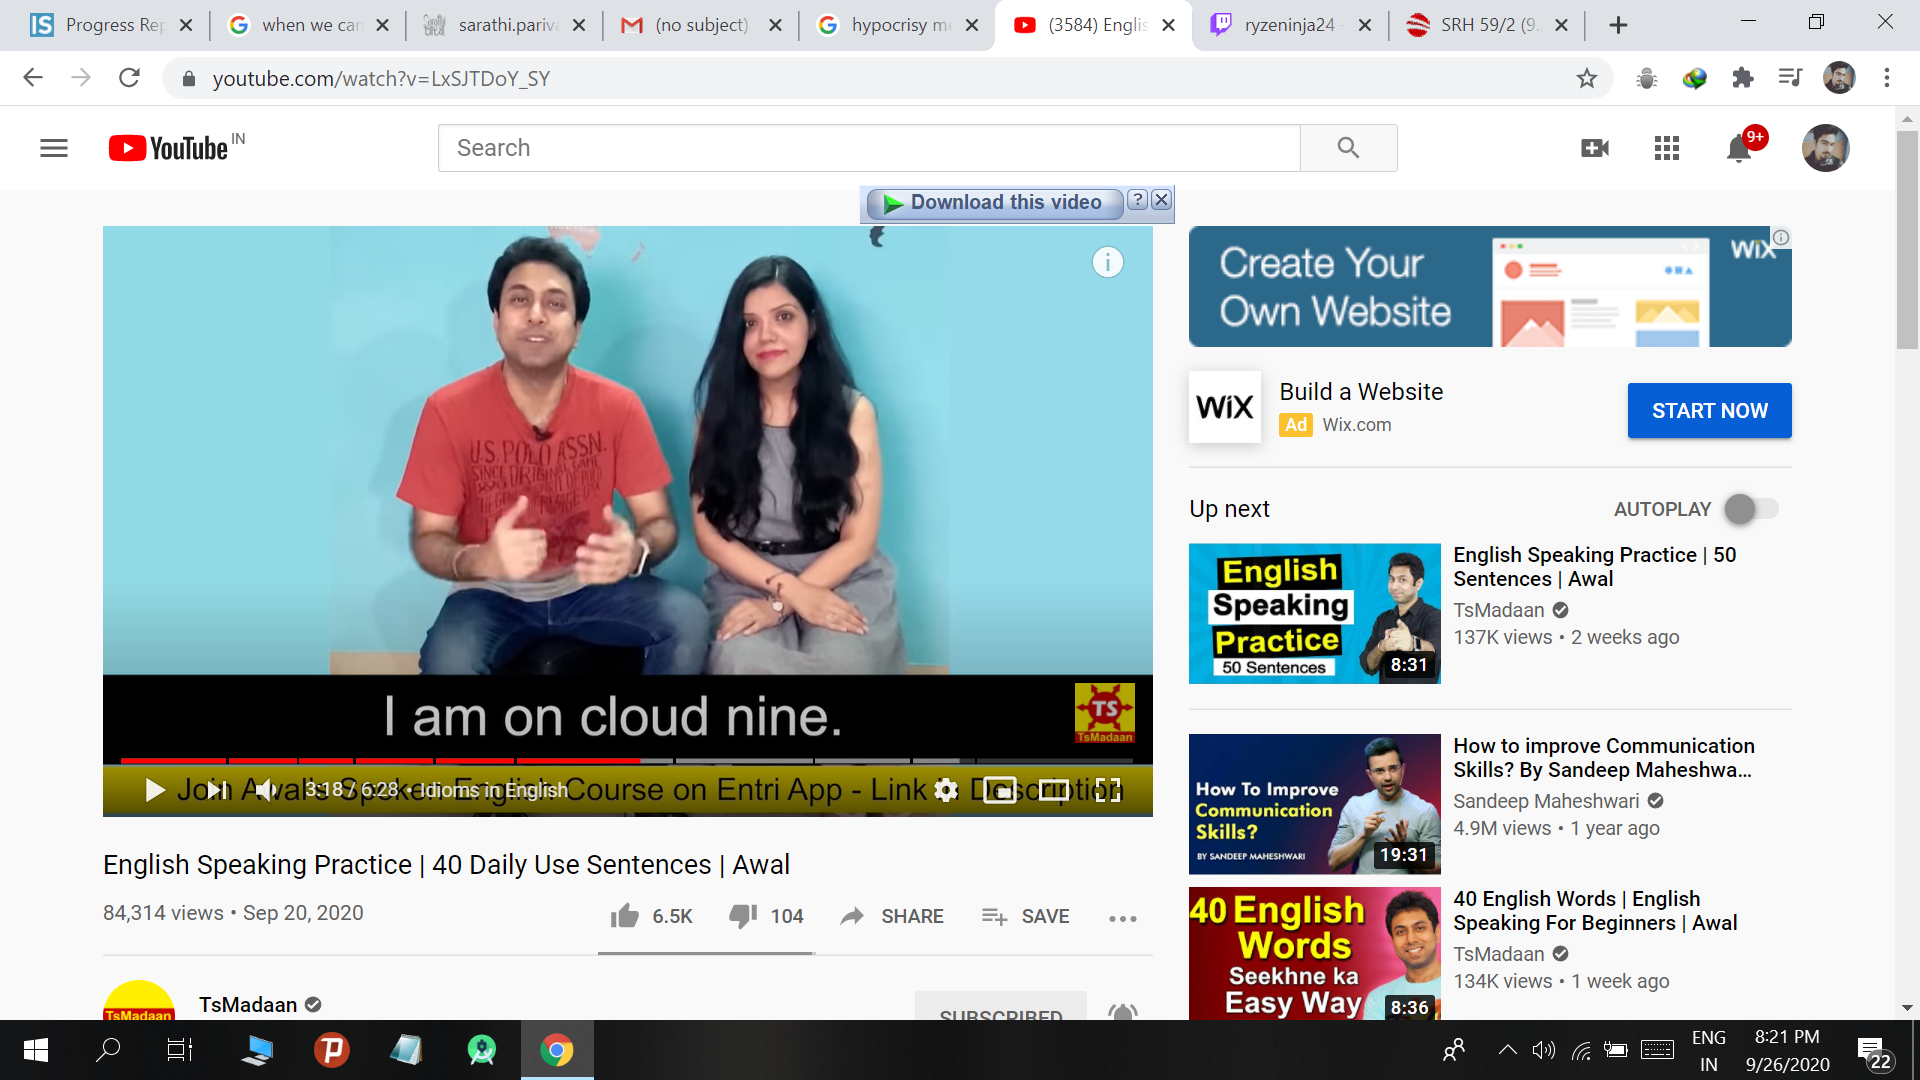 Progress Rep
when we can
sarathi.pariva
(no subject)
hypocrisy me
(3584) Englis
ryzeninja24
SRH 59/2 (9.
youtube.com/watch?v=LxSJTDoY_SY
YouTube IN
Search
9+
Download this video ?
Create Your
Own Website
WiX
U.S. POLO ASSN.
I am on cloud nine.
TS
TsMadaan
Join Awal's Spoken English Course on Entri App - Link in Description
3:18 / 6:28 • Idioms in English
English Speaking Practice | 40 Daily Use Sentences | Awal
84,314 views • Sep 20, 2020
6.5K
104
SHARE
SAVE
TsMadaan
TsMadaan
SUBSCRIBED
WiX
Build a Website
Ad Wix.com
START NOW
Up next
AUTOPLAY
English
Speaking
Practice
50 Sentences
8:31
English Speaking Practice | 50
Sentences | Awal
TsMadaan
137K views • 2 weeks ago
How To Improve
Communication
Skills?
BY SANDEEP MAHESHWARI
19:31
How to improve Communication
Skills? By Sandeep Maheshwa...
Sandeep Maheshwari
4.9M views • 1 year ago
40 English
Words
Seekhne ka
Easy Way
8:36
40 English Words | English
Speaking For Beginners | Awal
TsMadaan
134K views • 1 week ago
ENG
IN
8:21 PM
9/26/2020
22